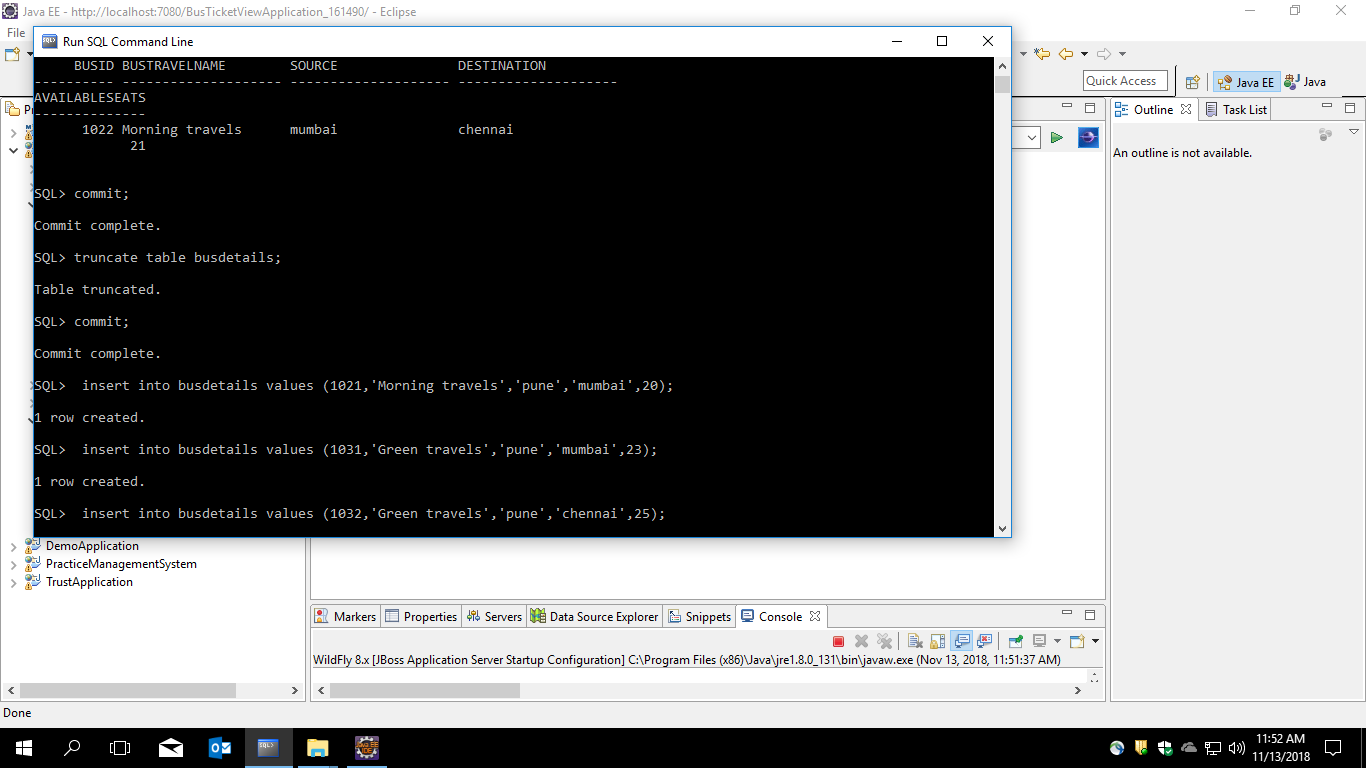 Java EE - http://localhost:7080/BusTicketViewApplication_161490/ - Eclipse
File
Run SQL Command Line
BUSID BUSTRAVELNAME SOURCE DESTINATION
---------- -------------------- -------------------- --------------------
AVAILABLESEATS
--------------
1022 Morning travels mumbai chennai
21
SQL> commit;
Commit complete.
SQL> truncate table busdetails;
Table truncated.
SQL> commit;
Commit complete.
SQL>  insert into busdetails values (1021,'Morning travels','pune','mumbai',20);
1 row created.
SQL>  insert into busdetails values (1031,'Green travels','pune','mumbai',23);
1 row created.
SQL>  insert into busdetails values (1032,'Green travels','pune','chennai',25);
Quick Access
Java EE
Java
Outline
Task List
An outline is not available.
DemoApplication
PracticeManagementSystem
TrustApplication
Markers Properties Servers Data Source Explorer Snippets Console
WildFly 8.x [JBoss Application Server Startup Configuration] C:\Program Files (x86)\Java\jre1.8.0_131\bin\javaw.exe (Nov 13, 2018, 11:51:37 AM)
Done
11:52 AM
11/13/2018